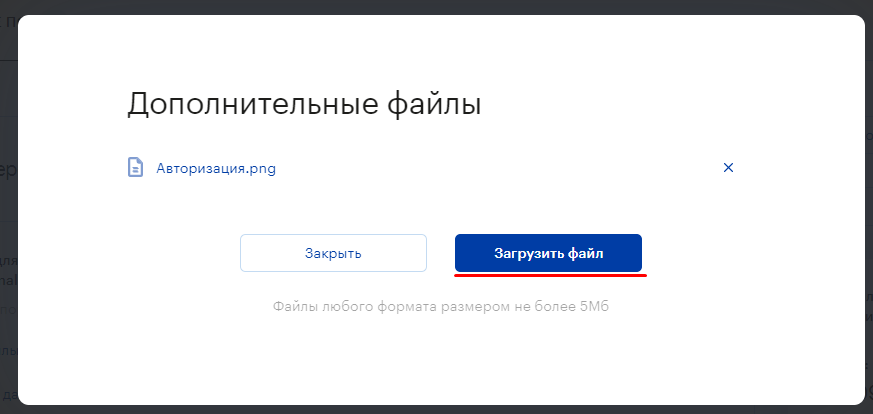 Дополнительные файлы
Авторизация.png
Закрыть
Загрузить файл
Файлы любого формата размером не более 5Мб